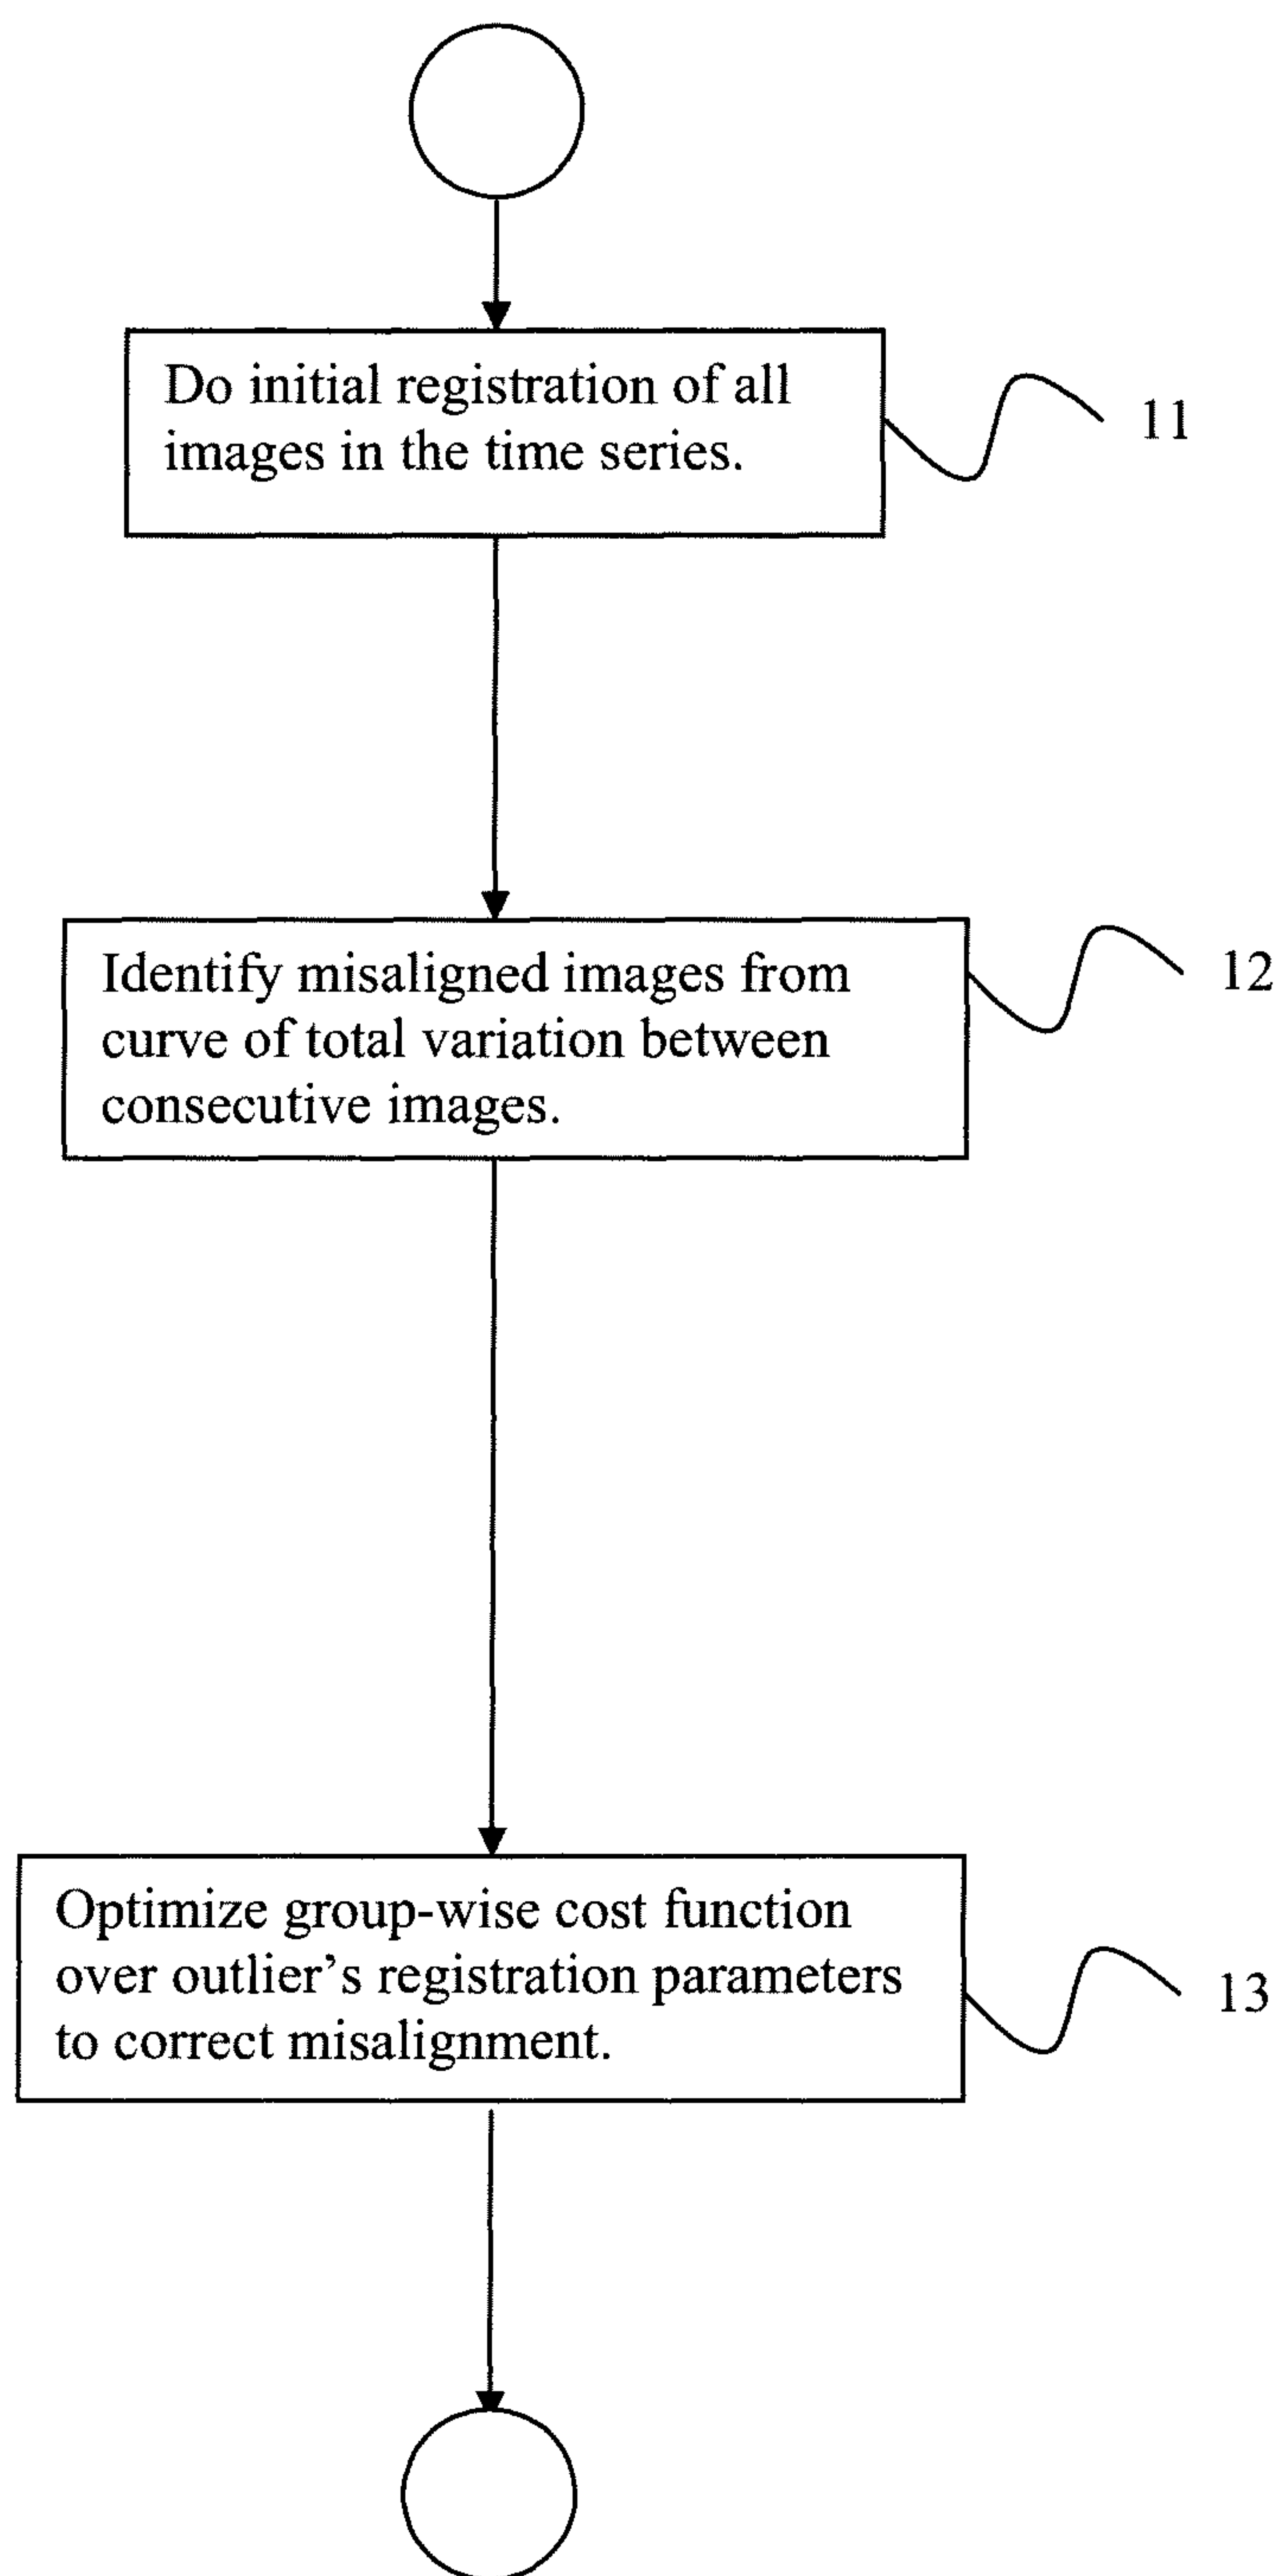 Do initial registration of all
images in the time series.
11
Identify misaligned images from
curve of total variation between
consecutive images.
12
Optimize group-wise cost function
over outlier’s registration parameters
to correct misalignment.
13